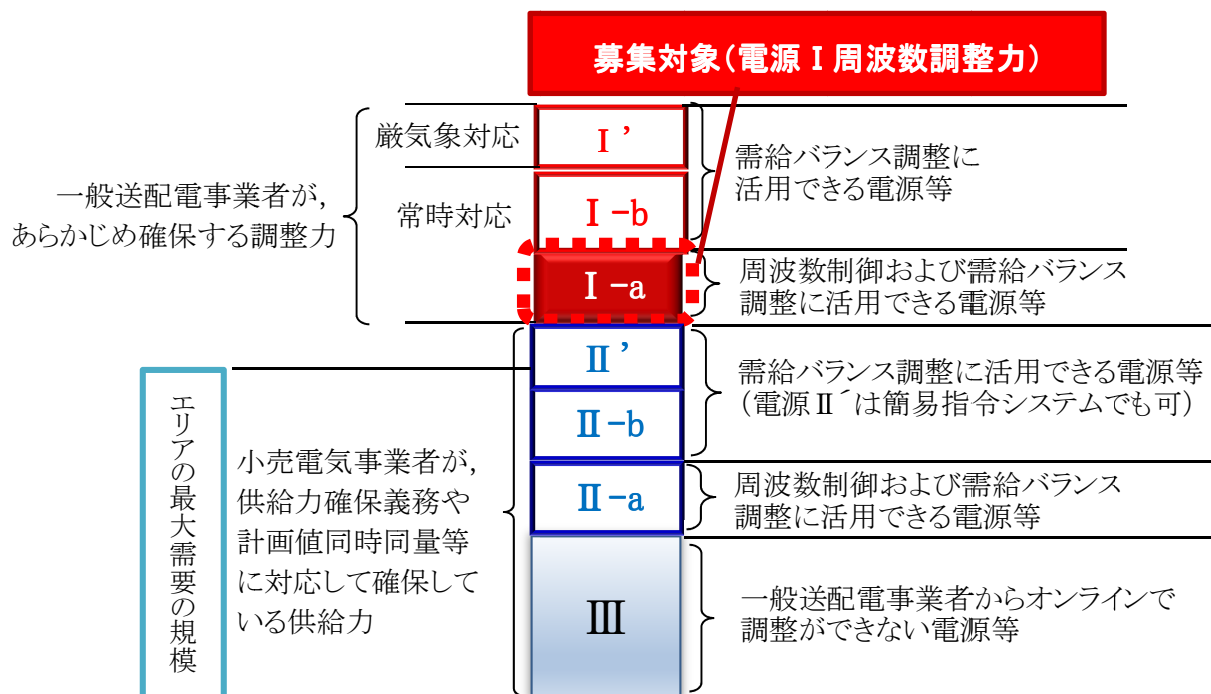 募集対象(電源Ⅰ周波数調整力)
厳気象対応
Ⅰ’
需給バランス調整に
活用できる電源等
一般送配電事業者が,
あらかじめ確保する調整力
常時対応
Ⅰ-b
Ⅰ-a
周波数制御および需給バランス
調整に活用できる電源等
Ⅱ’
需給バランス調整に活用できる電源等
(電源Ⅱ´は簡易指令システムでも可)
Ⅱ-b
エリアの最大需要の規模
小売電気事業者が,
供給力確保義務や
計画値同時同量等
に対応して確保して
いる供給力
Ⅱ-a
周波数制御および需給バランス
調整に活用できる電源等
Ⅲ
一般送配電事業者からオンラインで
調整ができない電源等